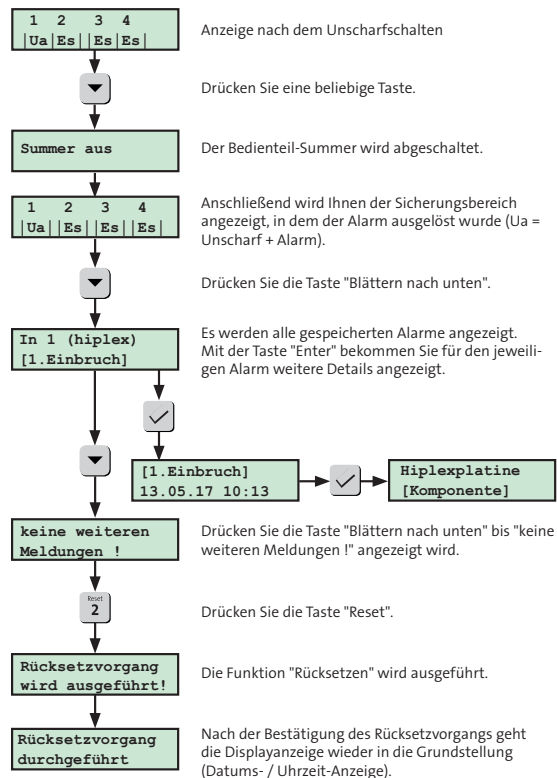 1 2 3 4
|Ua|Es||Es|Es|
Anzeige nach dem Unscharfschalten
Drücken Sie eine beliebige Taste.
Summer aus
Der Bedienteil-Summer wird abgeschaltet.
1 2 3 4
|Ua||Es||Es||Es|
Anschließend wird Ihnen der Sicherungsbereich
angezeigt, in dem der Alarm ausgelöst wurde (Ua =
Unscharf + Alarm).
Drücken Sie die Taste "Blättern nach unten".
In 1 (hiplex)
[1.Einbruch]
Es werden alle gespeicherten Alarme angezeigt.
Mit der Taste "Enter" bekommen Sie für den jeweili-
gen Alarm weitere Details angezeigt.
[1.Einbruch]
13.05.17 10:13
Hiplexplatine
[Komponente]
keine weiteren
Meldungen !
Drücken Sie die Taste "Blättern nach unten" bis "keine
weiteren Meldungen !" angezeigt wird.
Reset
2
Drücken Sie die Taste "Reset".
Rücksetzvorgang
wird ausgeführt!
Die Funktion "Rücksetzen" wird ausgeführt.
Rücksetzvorgang
durchgeführt
Nach der Bestätigung des Rücksetzvorgangs geht
die Displayanzeige wieder in die Grundstellung
(Datums- / Uhrzeit-Anzeige).